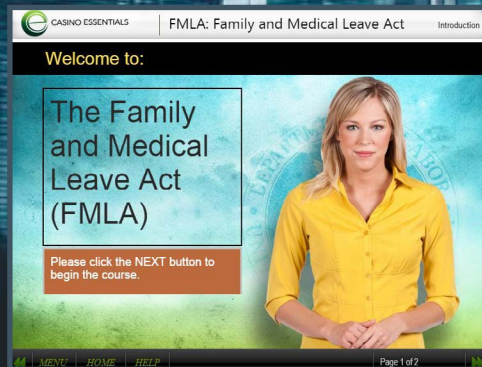 CASINO ESSENTIALS
FMLA: Family and Medical Leave Act
Introduction
Welcome to:
The Family
and Medical
Leave Act
(FMLA)
Please click the NEXT button to
begin the course.
MENU HOME HELP
Page 1 of 2